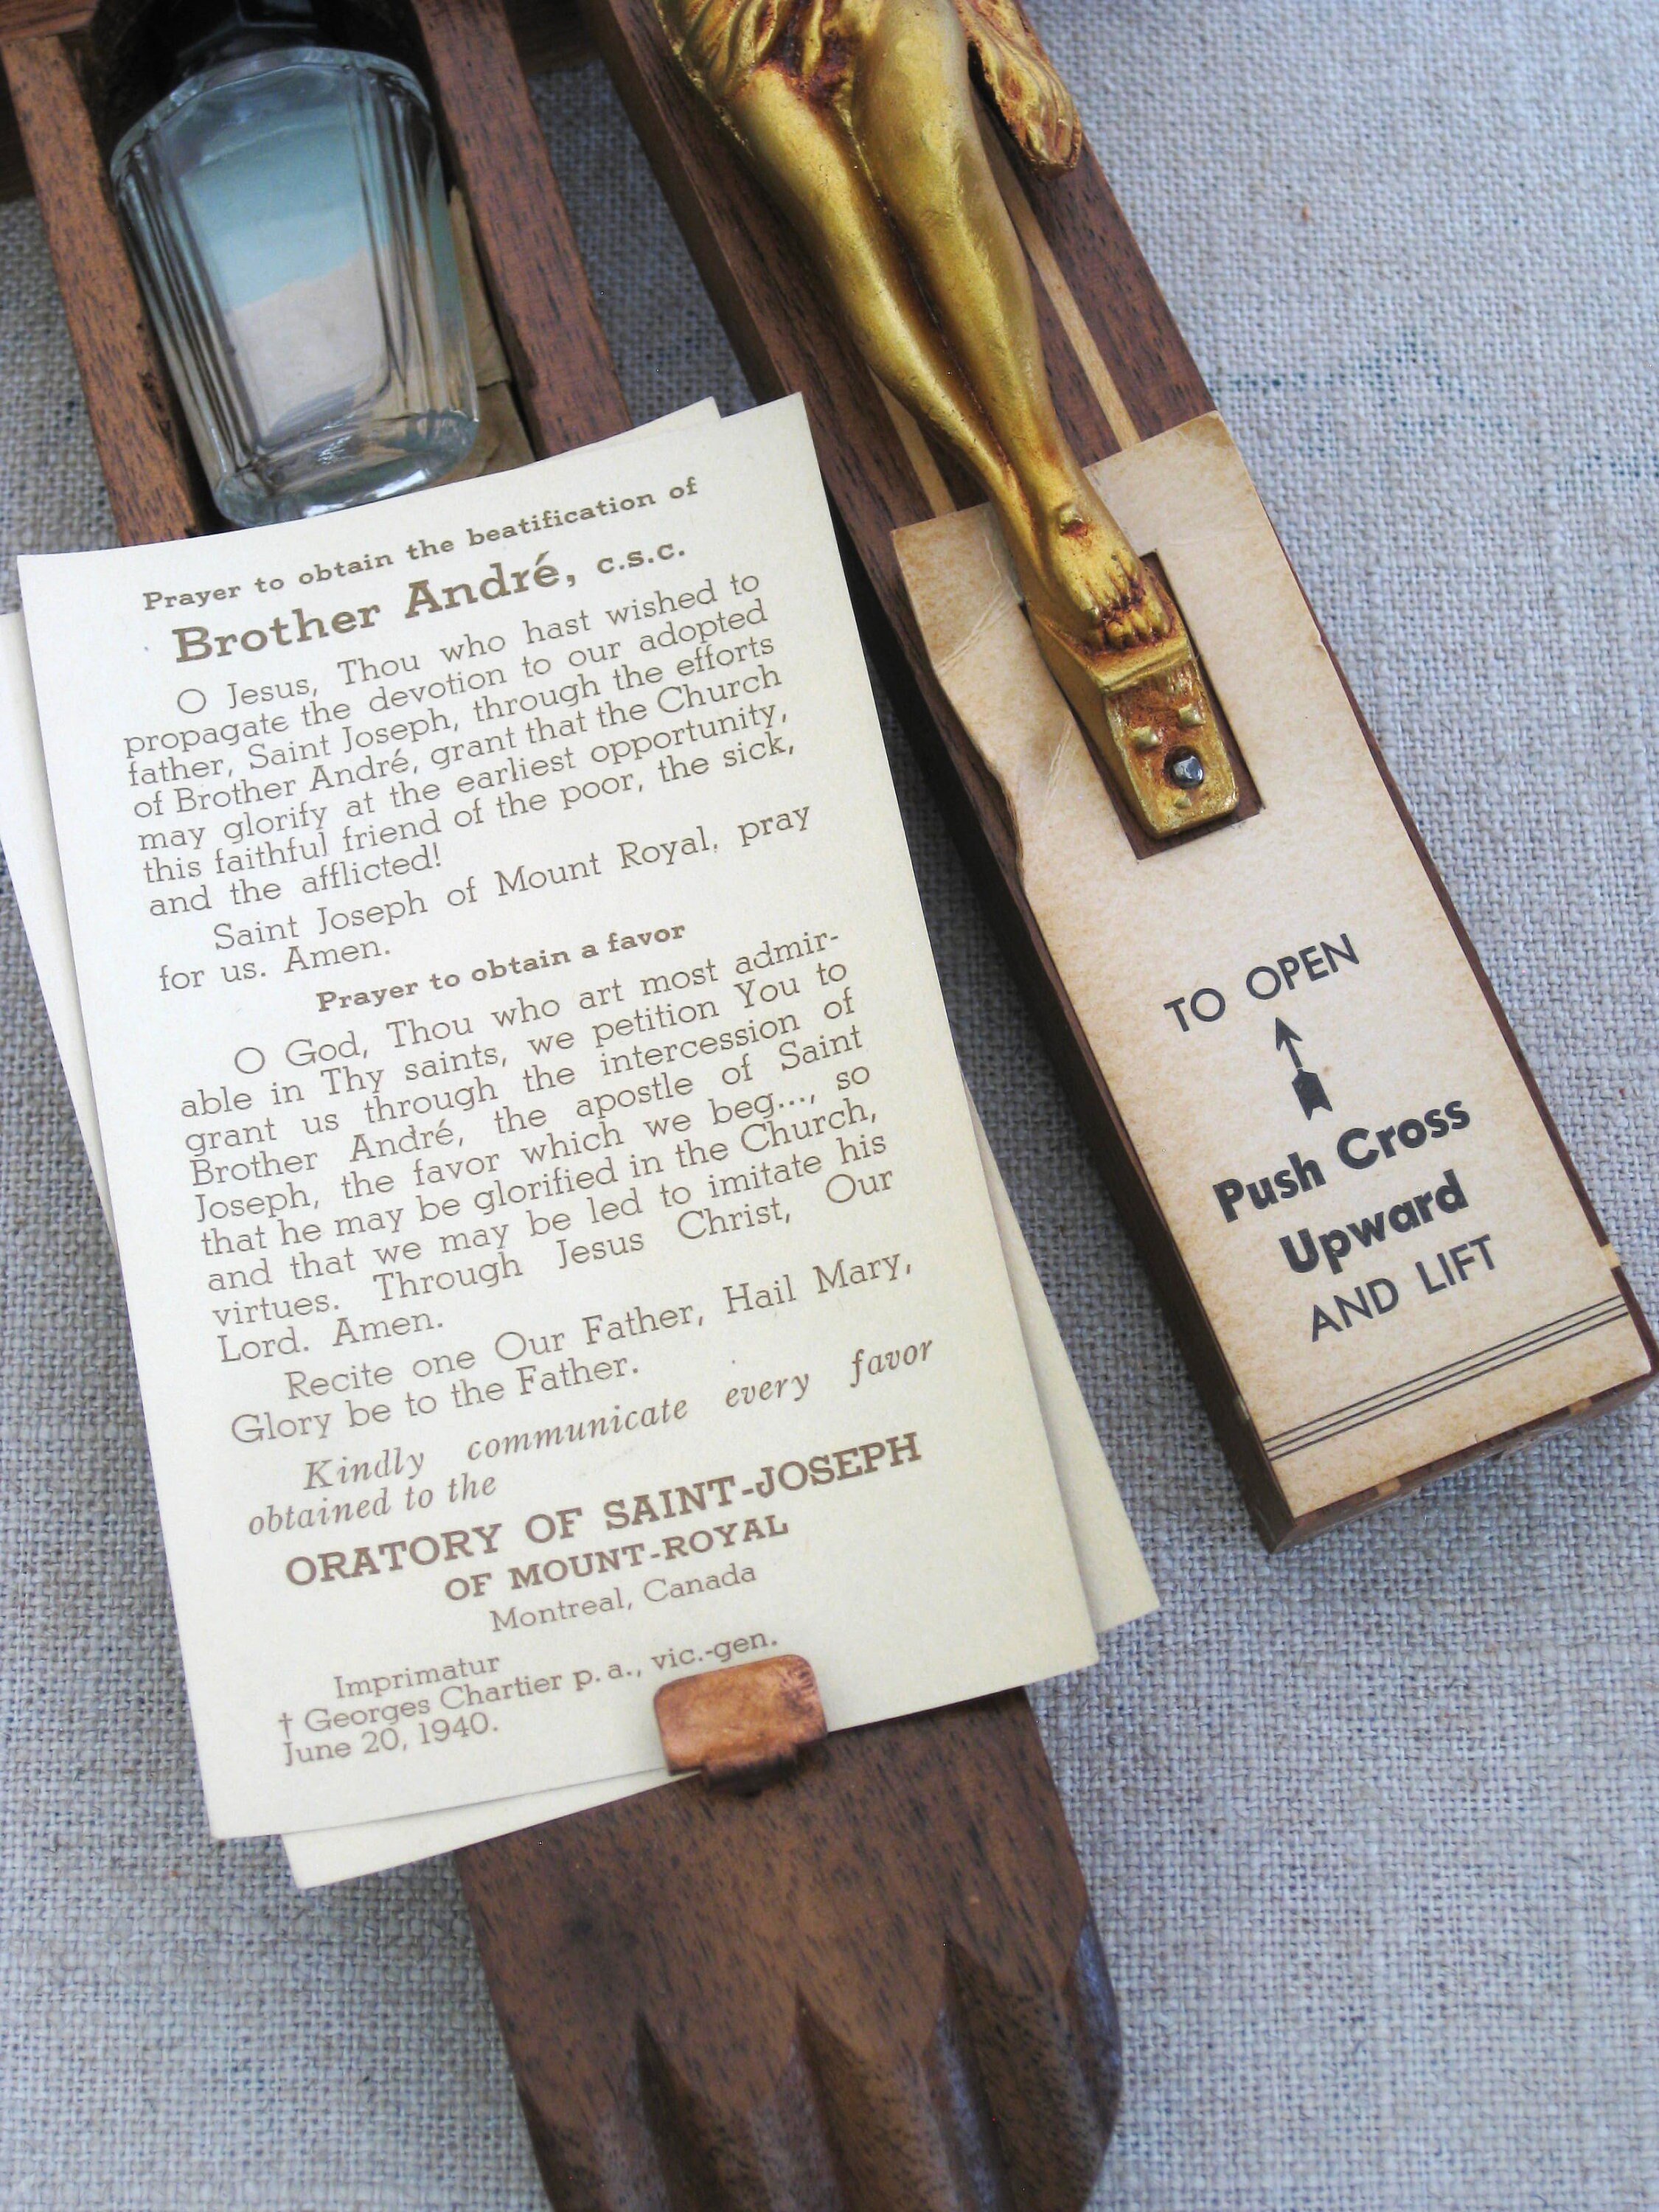 Prayer to obtain the beatification of
Brother André, c.s.c.
O Jesus, Thou who hast wished to
propagate the devotion to our adopted
father, Saint Joseph, through the efforts
of Brother André, grant that the Church
may glorify at the earliest opportunity,
this faithful friend of the poor, the sick,
and the afflicted!
Saint Joseph of Mount Royal, pray
for us. Amen.
Prayer to obtain a favor
O God, Thou who art most admir-
able in Thy saints, we petition You to
grant us through the intercession of
Brother André, the apostle of Saint
Joseph, the favor which we beg..., so
that he may be glorified in the Church,
and that we may be led to imitate his
virtues. Through Jesus Christ, Our
Lord. Amen.
Recite one Our Father, Hail Mary,
Glory be to the Father.
Kindly communicate every favor
obtained to the
ORATORY OF SAINT-JOSEPH
OF MOUNT-ROYAL
Montreal, Canada
Imprimatur
† Georges Chartier p. a., vic.-gen.
June 20, 1940.
TO OPEN
Push Cross
Upward
AND LIFT